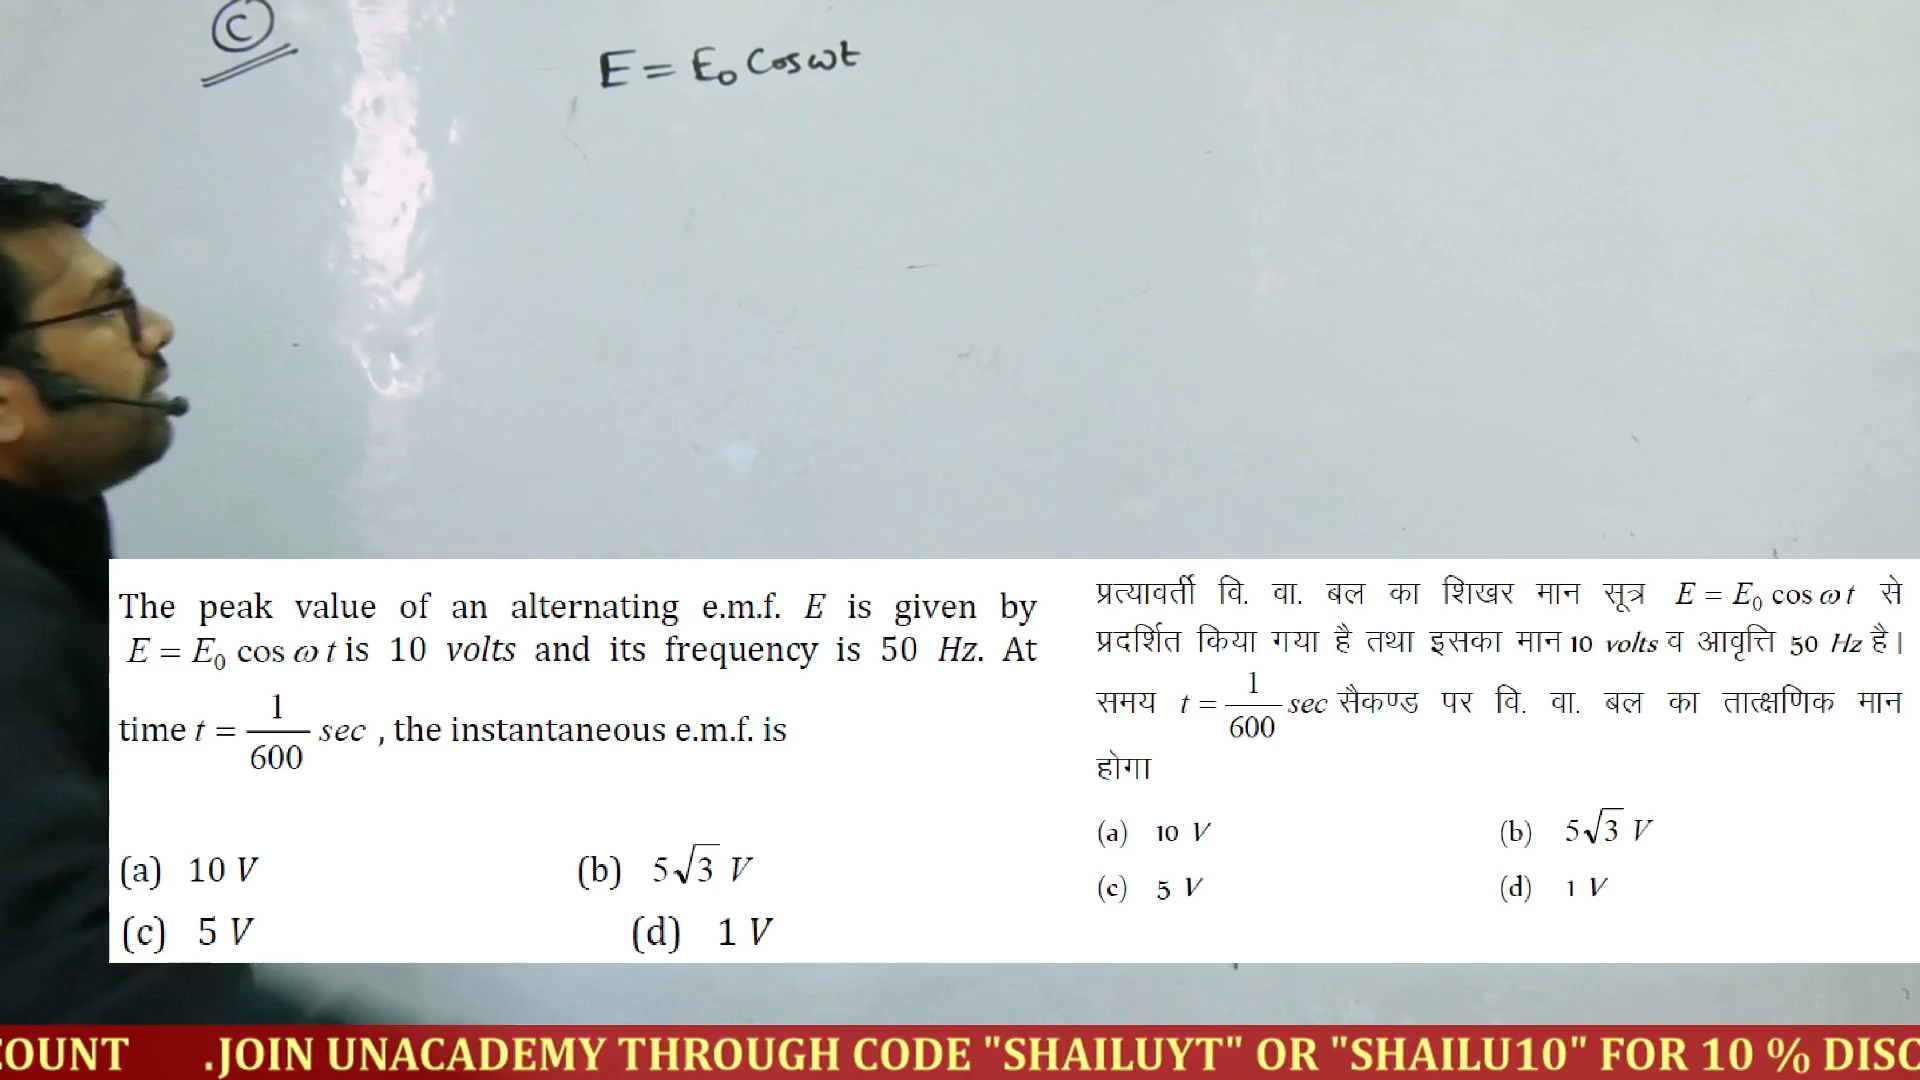 C
E = E₀ Cosωt
The peak value of an alternating e.m.f. E is given by
E = E₀ cos ω t is 10 volts and its frequency is 50 Hz. At
time t = 1/600 sec , the instantaneous e.m.f. is
(a) 10 V (b) 5√3 V
(c) 5 V (d) 1 V
प्रत्यावर्ती वि. वा. बल का शिखर मान सूत्र E = E₀ cos ω t से
प्रदर्शित किया गया है तथा इसका मान 10 volts व आवृत्ति 50 Hz है।
समय t = 1/600 sec सैकण्ड पर वि. वा. बल का तात्क्षणिक मान
होगा
(a) 10 V (b) 5√3 V
(c) 5 V (d) 1 V
OUNT .JOIN UNACADEMY THROUGH CODE "SHAILUYT" OR "SHAILU10" FOR 10 % DISC